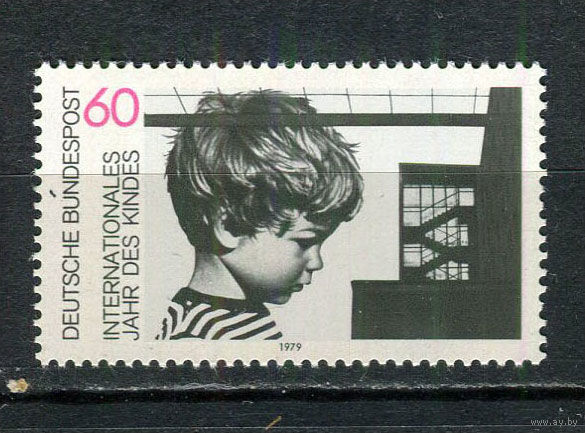 60
DEUTSCHE BUNDESPOST
INTERNATIONALES
JAHR DES KINDES
1979
www.ay.by